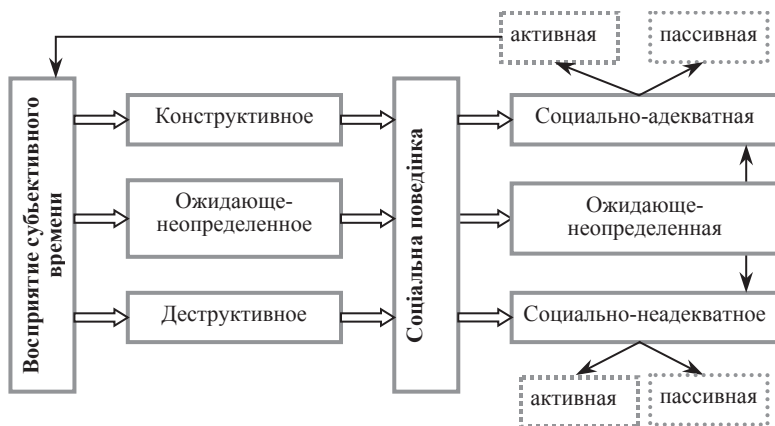 активная
пассивная
Восприятие субъективного
времени
Конструктивное
Социально-адекватная
Ожидающе-
неопределенное
Соціальна поведінка
Ожидающе-
неопределенная
Деструктивное
Социально-неадекватное
активная
пассивная